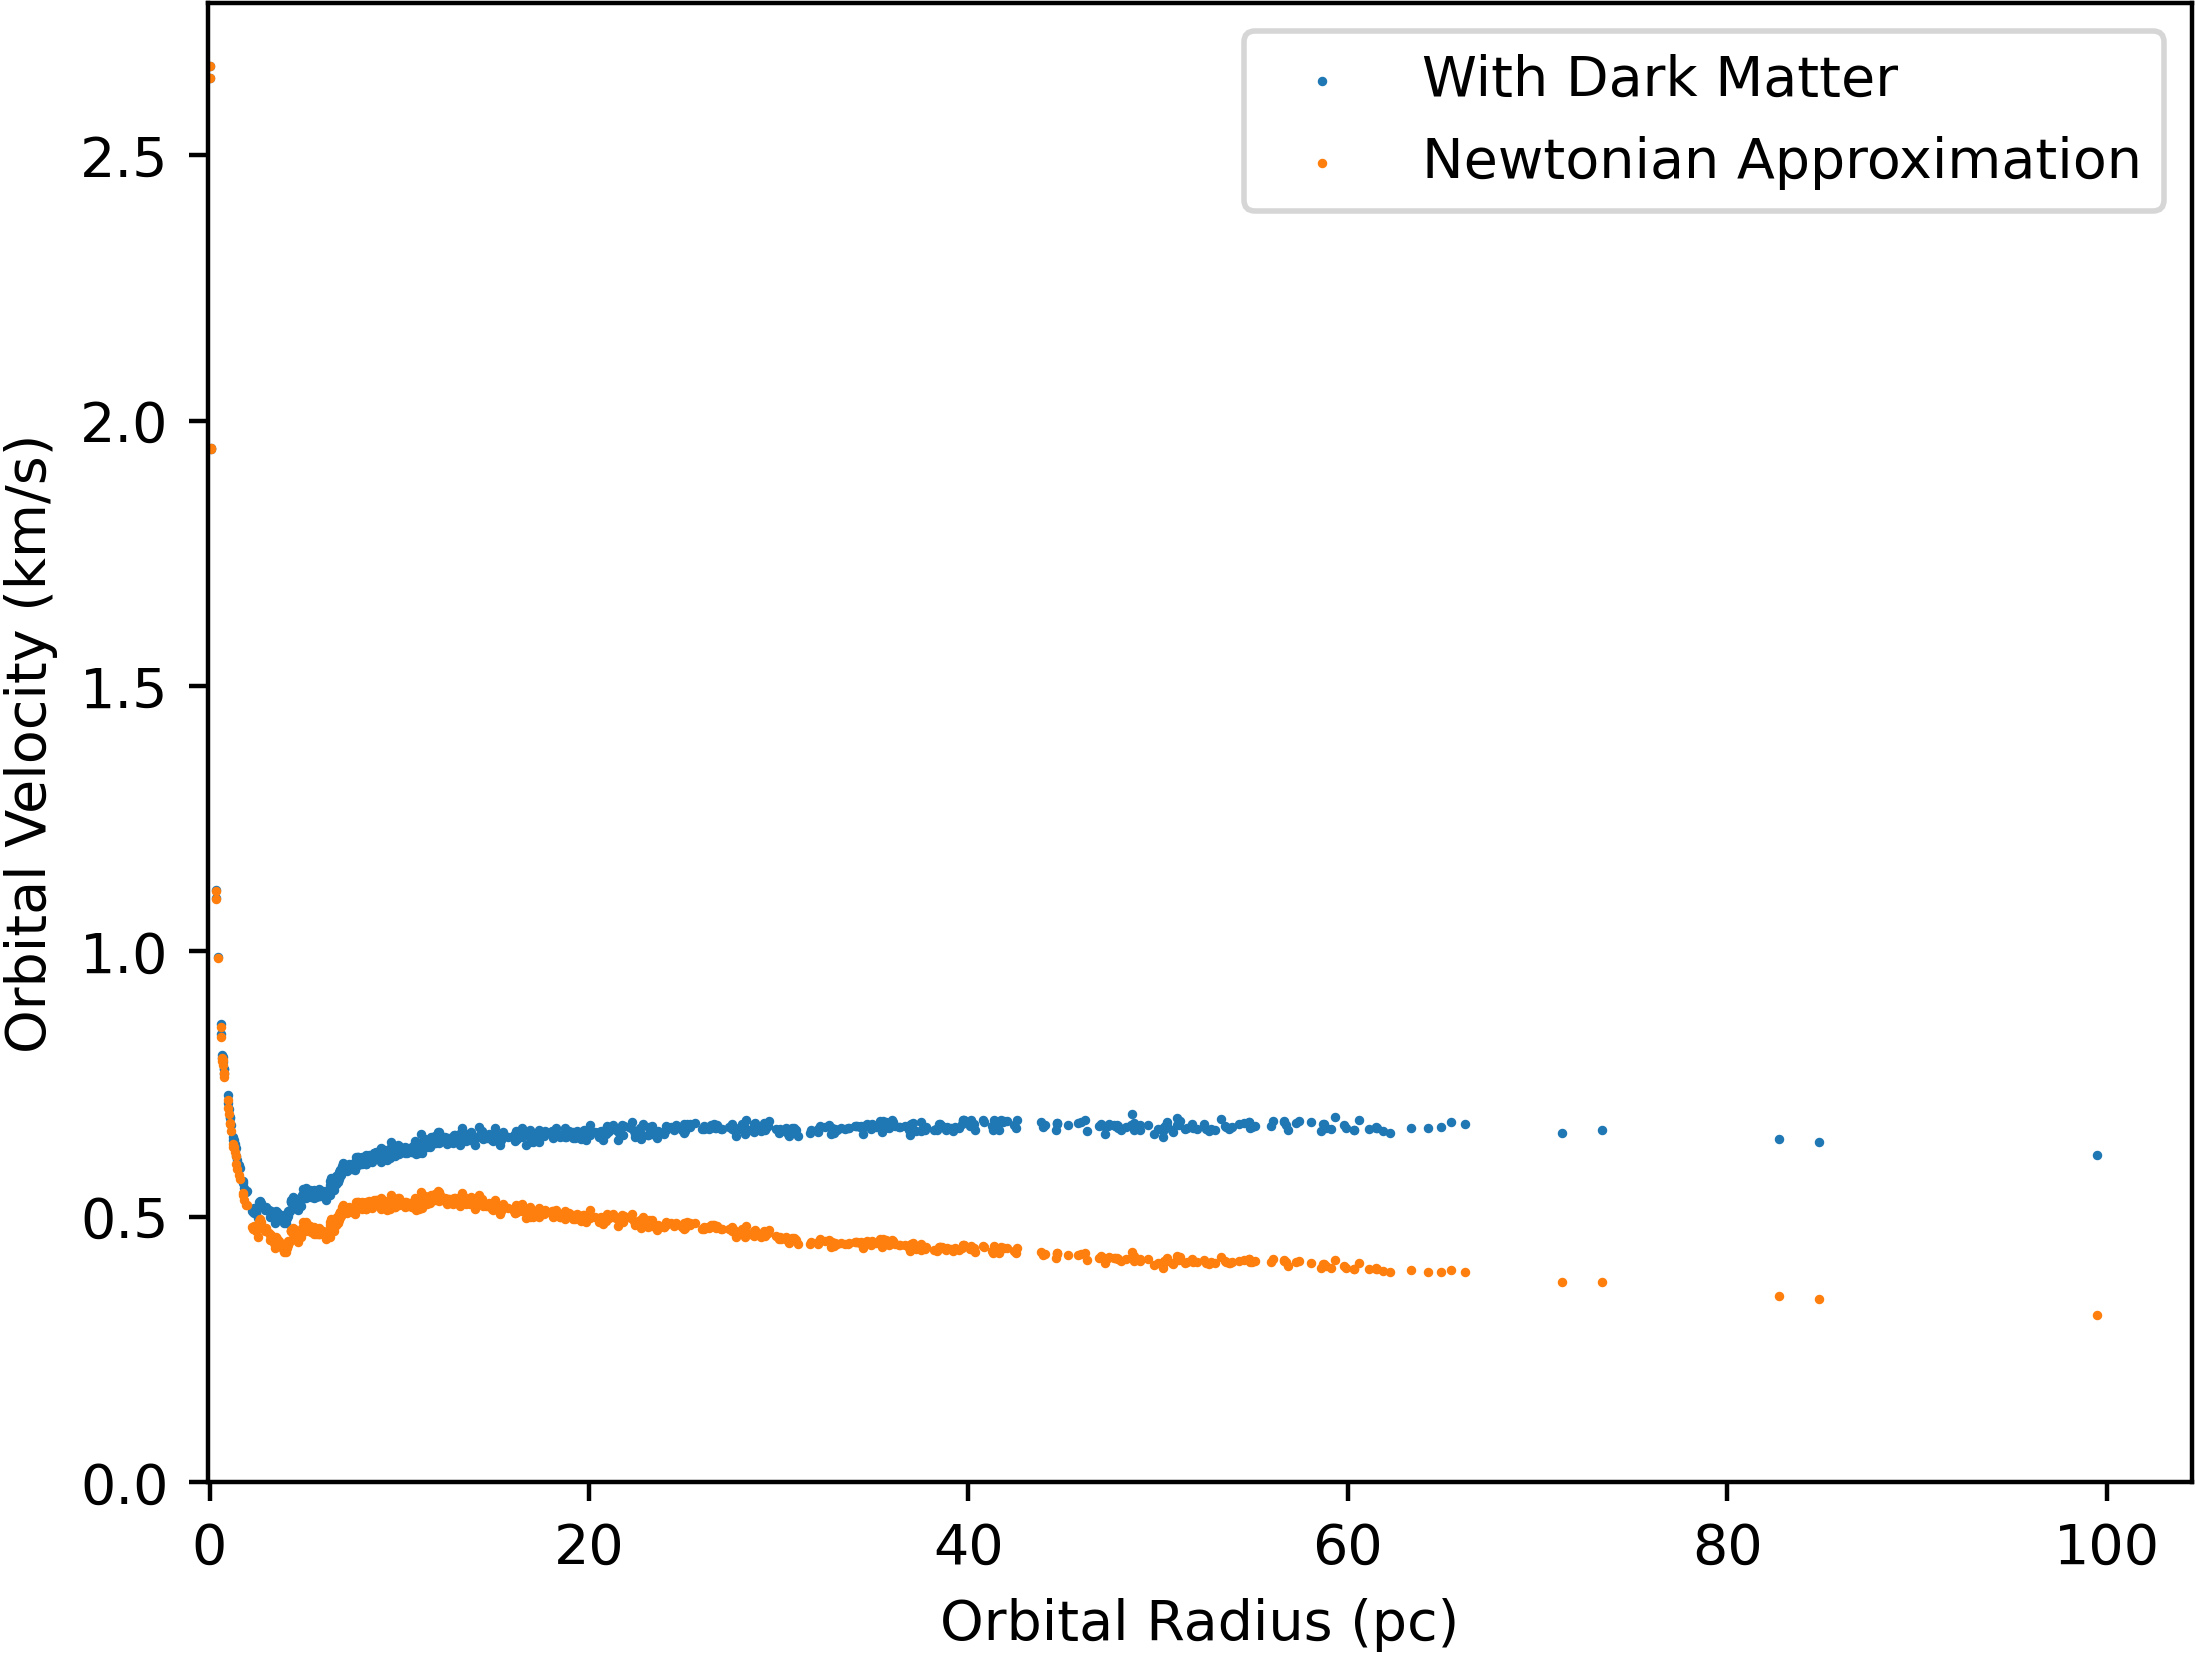 With Dark Matter
Newtonian Approximation
2.5
2.0
1.5
1.0
0.5
0.0
Orbital Velocity (km/s)
0 20 40 60 80 100
Orbital Radius (pc)